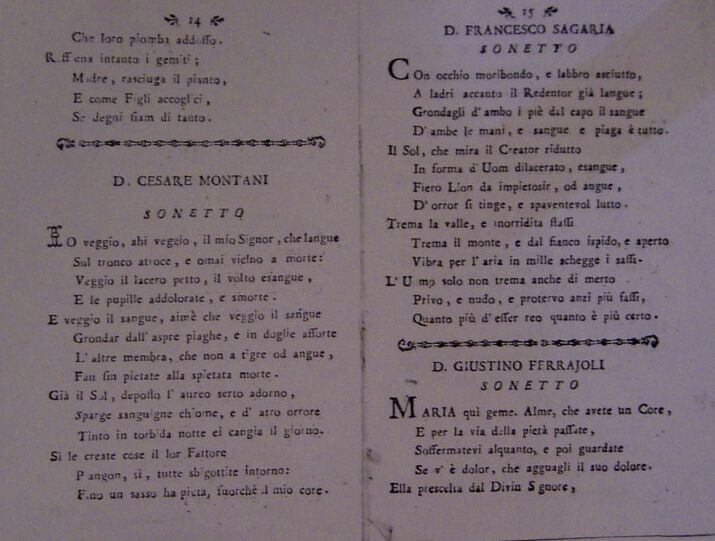 14
Che loro piomba addosso.
Raffrena intanto i gemiti;
Madre, rasciuga il pianto,
E come Figli accoglici,
Se degni siam di tanto.
D. CESARE MONTANI
SONETTO
IO veggio, ahi veggio, il mio Signor, che langue
Sul tronco atroce, e omai vicino a morte:
Veggio il lacero petto, il volto esangue,
E le pupille addolorate, e smorte.
E veggio il sangue, aimè che veggio il sangue
Grondar dall'aspre piaghe, e in doglie assorte
L'altre membra, che non a tigre od angue,
Fan sin pietate alla spietata morte.
Già il Sol, deposto l'aureo serto adorno,
Sparge sanguigne chiome, e d'atro orrore
Tinto in torbida notte ei cangia il giorno.
Sì le create cose il lor Fattore
Piangon, sì, tutte sbigottite intorno:
Fino un sasso ha pietà, fuorchè il mio core.
15
D. FRANCESCO SAGARIA
SONETTO
COn occhio moribondo, e labbro asciutto,
A ladri accanto il Redentor già langue;
Grondagli d'ambo i piè dal capo il sangue
D'ambe le mani, e sangue e piaga è tutto.
Il Sol, che mira il Creator ridutto
In forma d'Uom dilacerato, esangue,
Fiero Lion da impietosir, od angue,
D'orror si tinge, e spaventevol lutto.
Trema la valle, e inorridita stassi
Trema il monte, e dal fianco ispido, e aperto
Vibra per l'aria in mille schegge i sassi.
L'Uomo solo non trema anche di merto
Privo, e nudo, e protervo anzi più fassi,
Quanto più d'esser reo quanto è più certo.
D. GIUSTINO FERRAJOLI
SONETTO
MARIA quì geme. Alme, che avete un Core,
E per la via della pietà passate,
Soffermatevi alquanto, e poi guardate
Se v'è dolor, che agguagli il suo dolore.
Ella prescelta dal Divin Signore,